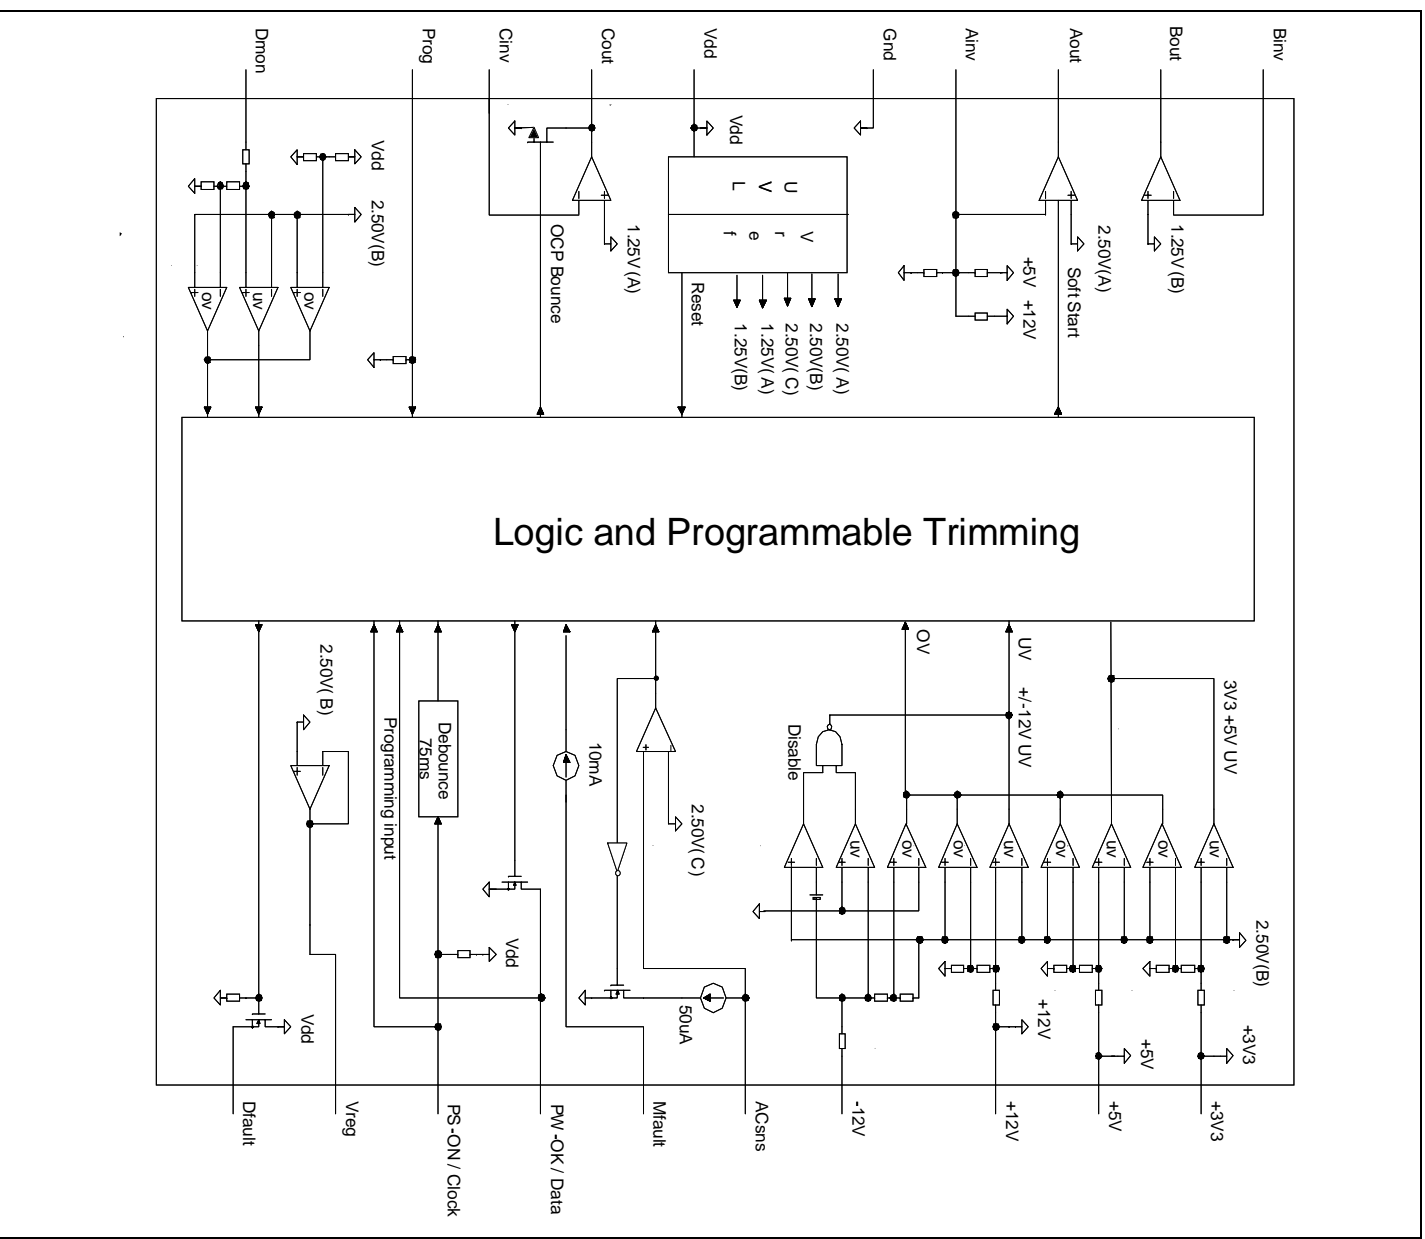 Dmon
Prog
Cinv
Cout
Vdd
Gnd
Ainv
Aout
Bout
Binv
Vdd
2.50V(B)
OV
UV
OV
OCP Bounce
1.25V (A)
Vdd
U V L
V r e f
Reset
1.25V(B)
1.25V( A)
2.50V( C)
2.50V(B)
2.50V( A)
+5V
+12V
Soft Start
2.50V(A)
1.25V (B)
Logic and Programmable Trimming
2.50V( B)
Programming input
Debounce
75ms
Vdd
Vdd
10mA
50uA
2.50V( C)
Disable
OV
UV
+/-12V UV
3V3 +5V UV
UV
OV
OV
UV
OV
UV
OV
UV
2.50V(B)
+12V
+5V
+3V3
Dfault
Vreg
PS-ON / Clock
PW-OK / Data
Mfault
ACsns
-12V
+12V
+5V
+3V3